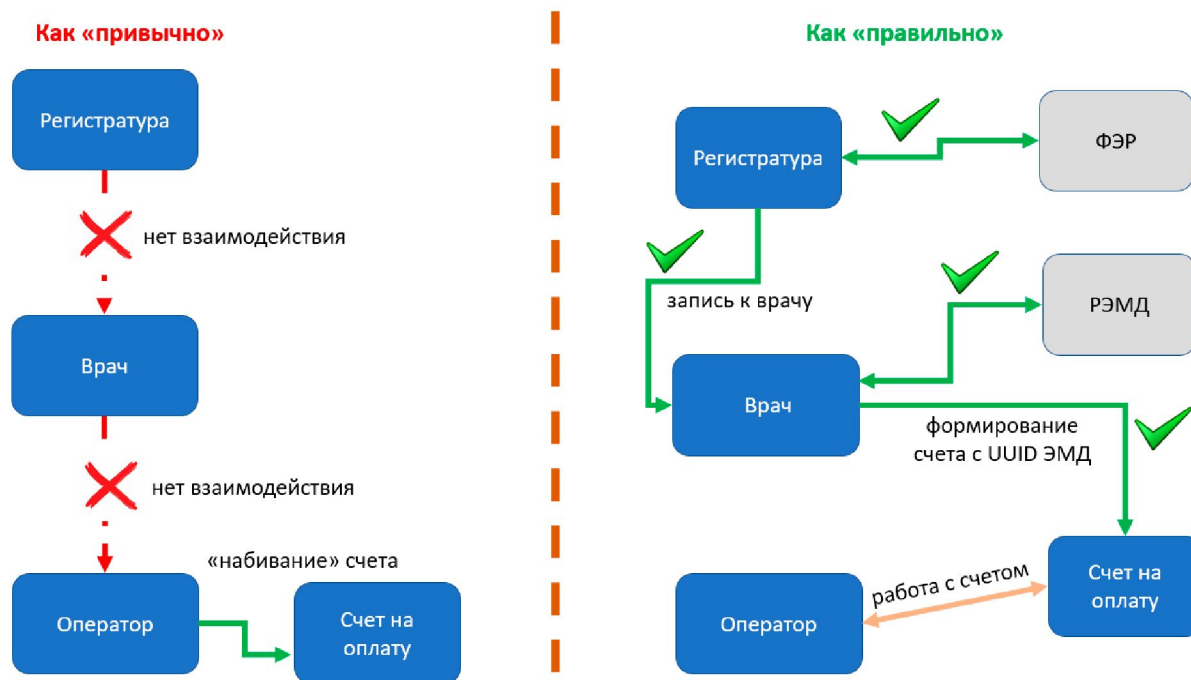 Как «привычно»
Регистратура
нет взаимодействия
Врач
нет взаимодействия
«набивание» счета
Оператор
Счет на
оплату
Как «правильно»
Регистратура
ФЭР
запись к врачу
РЭМД
Врач
формирование
счета с UUID ЭМД
работа с счетом
Оператор
Счет на
оплату